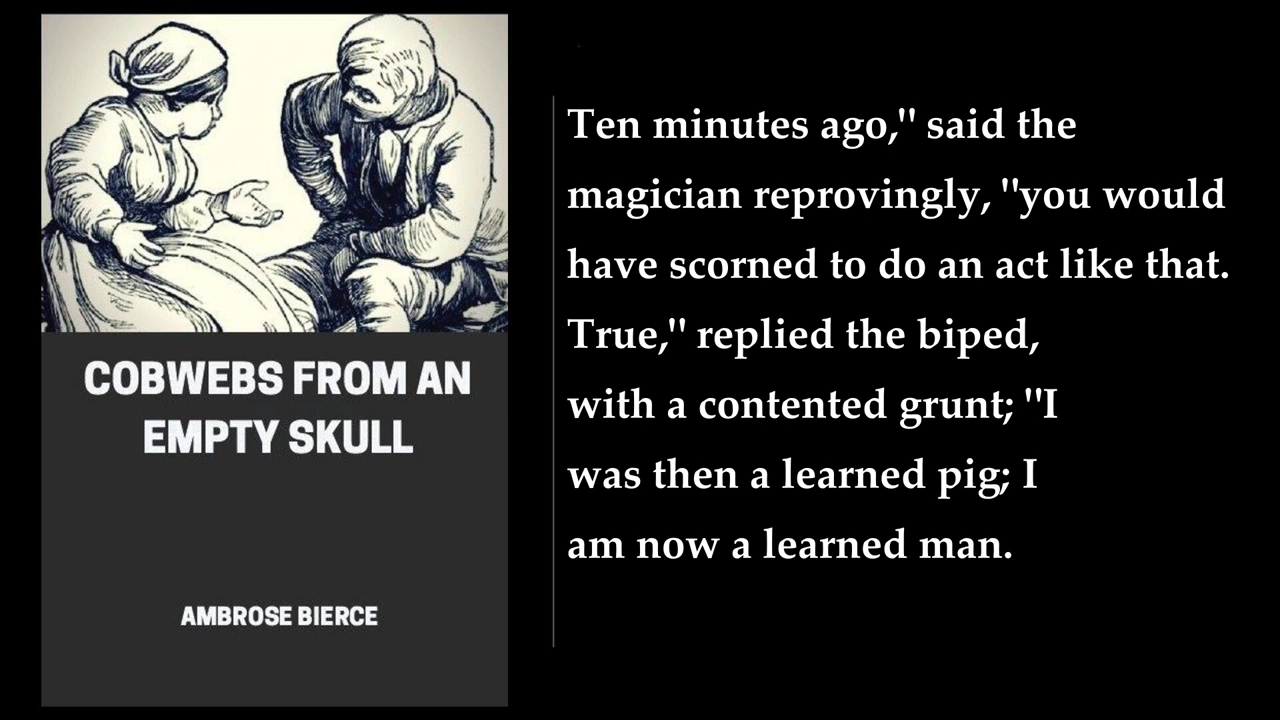 COBWEBS FROM AN
EMPTY SKULL
AMBROSE BIERCE
Ten minutes ago," said the
magician reprovingly, "you would
have scorned to do an act like that.
True," replied the biped,
with a contented grunt; "I
was then a learned pig; I
am now a learned man.